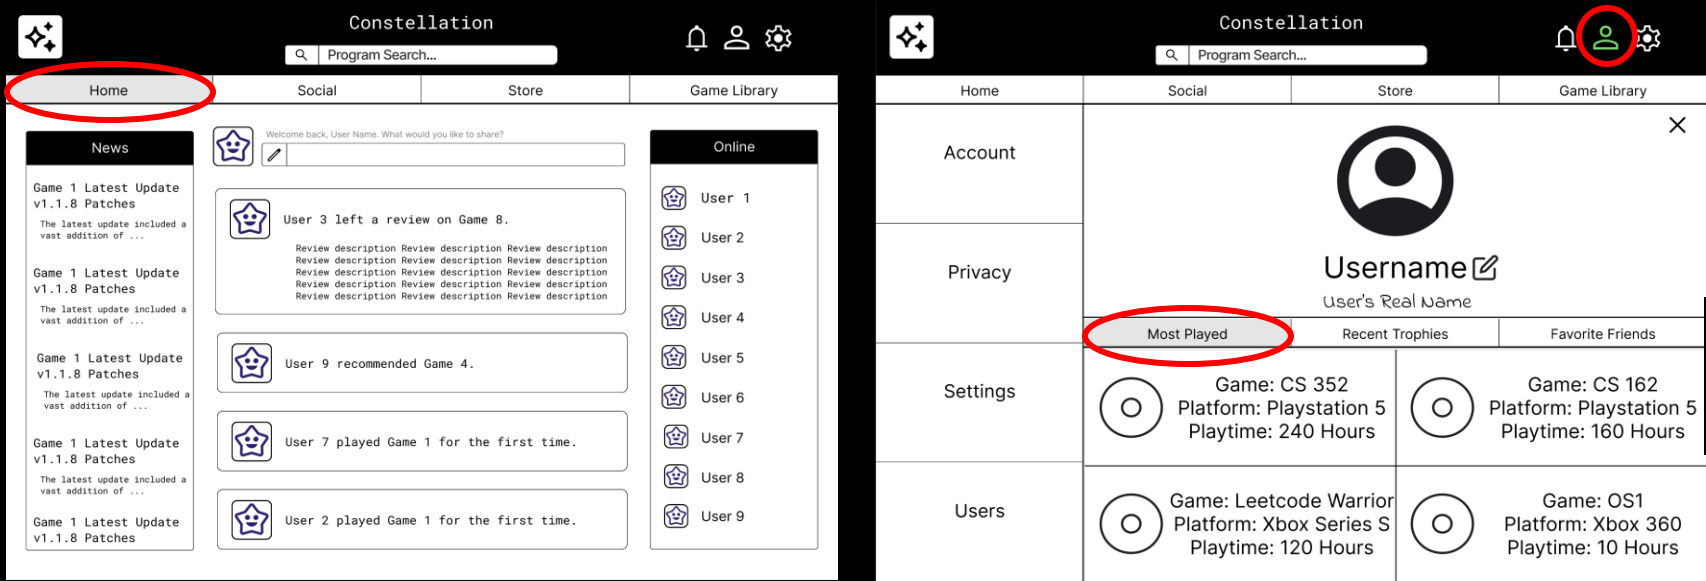 Constellation
Program Search...
Home
Social
Store
Game Library
News
Game 1 Latest Update
v1.1.8 Patches
The latest update included a
vast addition of ...
Game 1 Latest Update
v1.1.8 Patches
The latest update included a
vast addition of ...
Game 1 Latest Update
v1.1.8 Patches
The latest update included a
vast addition of ...
Game 1 Latest Update
v1.1.8 Patches
The latest update included a
vast addition of ...
Game 1 Latest Update
v1.1.8 Patches
Welcome back, User Name. What would you like to share?
User 3 left a review on Game 8.
Review description Review description Review description
Review description Review description Review description
Review description Review description Review description
Review description Review description Review description
Review description Review description Review description
User 9 recommended Game 4.
User 7 played Game 1 for the first time.
User 2 played Game 1 for the first time.
Online
User 1
User 2
User 3
User 4
User 5
User 6
User 7
User 8
User 9
Constellation
Program Search...
Home
Social
Store
Game Library
Account
Privacy
Settings
Users
Username
User's Real Name
Most Played
Recent Trophies
Favorite Friends
Game: CS 352
Platform: Playstation 5
Playtime: 240 Hours
Game: CS 162
Platform: Playstation 5
Playtime: 160 Hours
Game: Leetcode Warrior
Platform: Xbox Series S
Playtime: 120 Hours
Game: OS1
Platform: Xbox 360
Playtime: 10 Hours